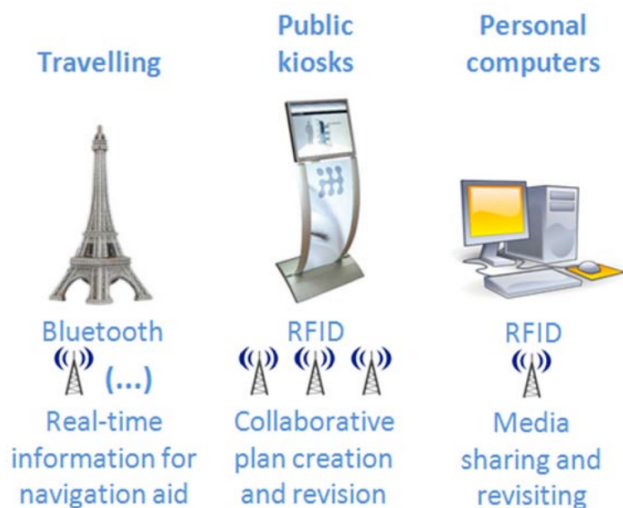 Travelling
Public
kiosks
Personal
computers
Bluetooth
(...)
Real-time
information for
navigation aid
RFID
Collaborative
plan creation
and revision
RFID
Media
sharing and
revisiting